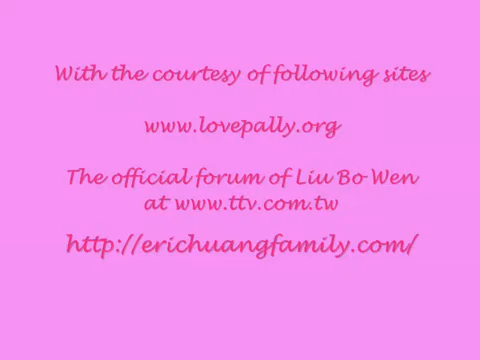 With the courtesy of following sites
www.lovepally.org
The official forum of Liu Bo Wen
at www.ttv.com.tw
http://erichuangfamily.com/